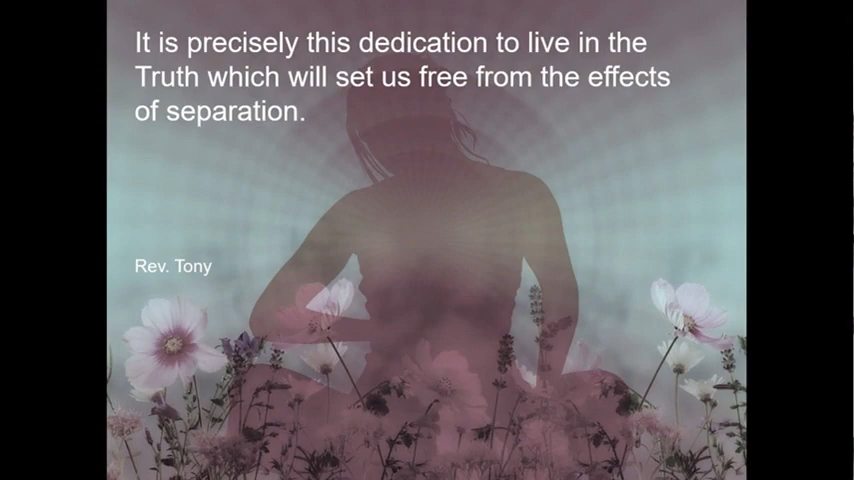 It is precisely this dedication to live in the
Truth which will set us free from the effects
of separation.
Rev. Tony